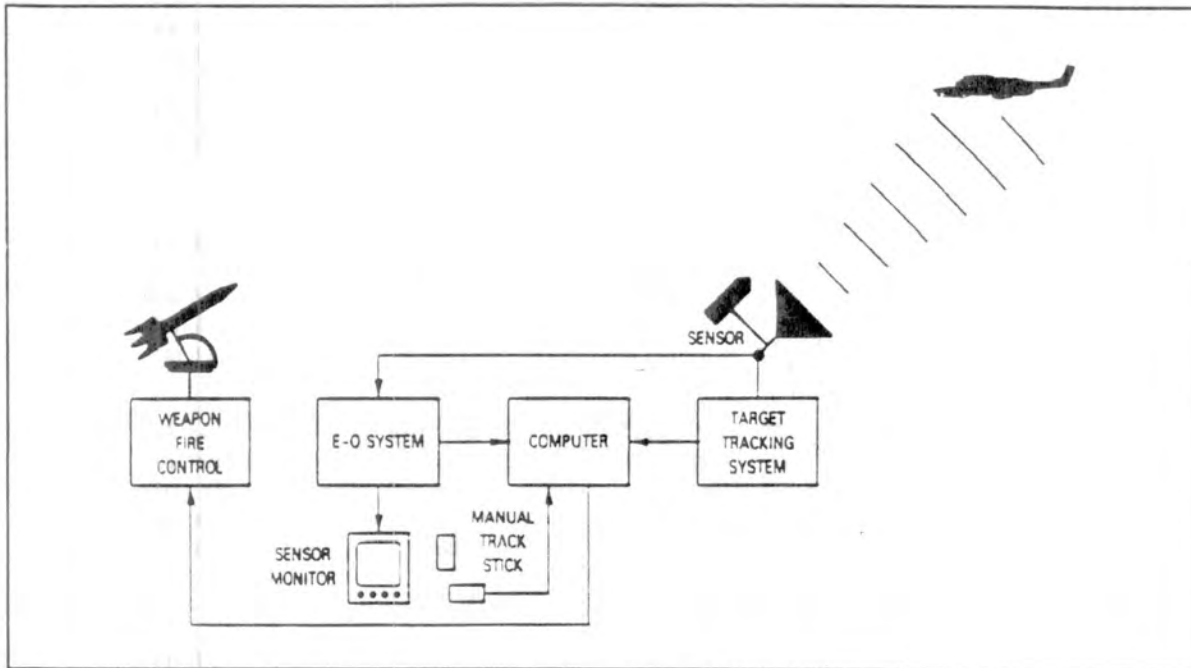 SENSOR
WEAPON
FIRE
CONTROL
E-O SYSTEM
COMPUTER
TARGET
TRACKING
SYSTEM
SENSOR
MONITOR
MANUAL
TRACK
STICK